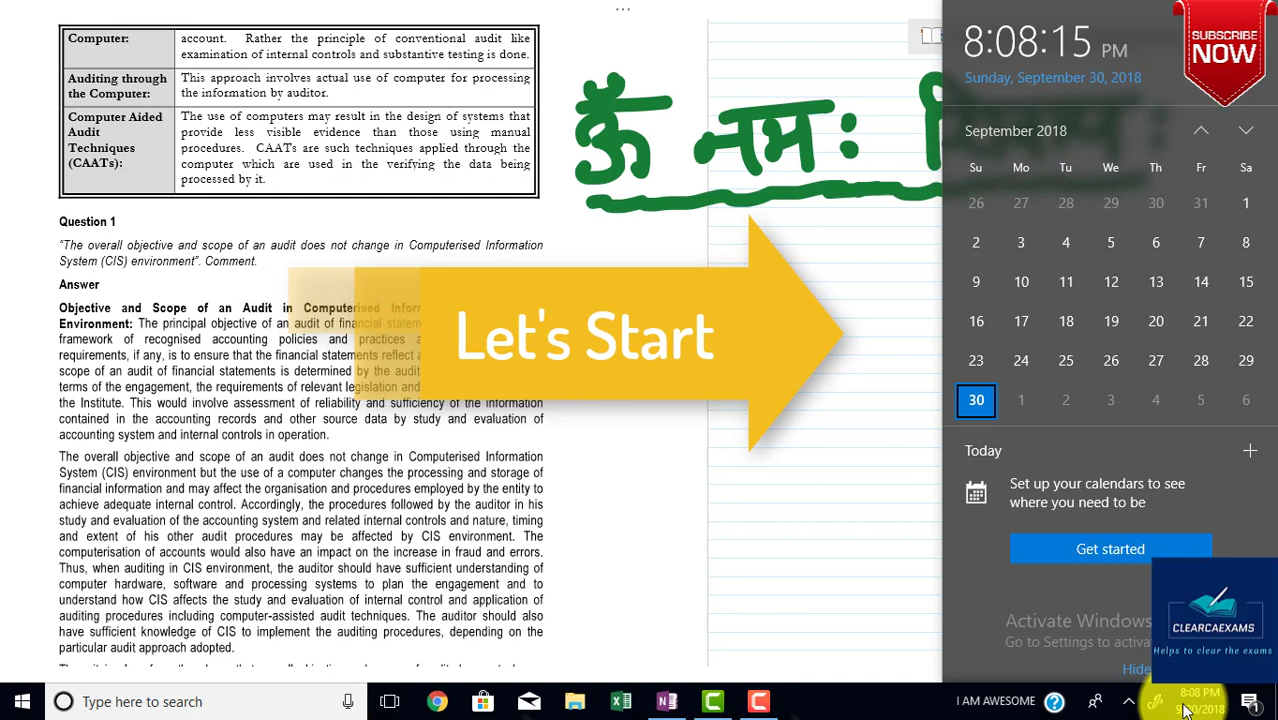 ...
Computer:
account. Rather the principle of conventional audit like
examination of internal controls and substantive testing is done.
Auditing through
the Computer:
This approach involves actual use of computer for processing
the information by auditor.
Computer Aided
Audit
Techniques
(CAATs):
The use of computers may result in the design of systems that
provide less visible evidence than those using manual
procedures. CAATs are such techniques applied through the
computer which are used in the verifying the data being
processed by it.
Question 1
"The overall objective and scope of an audit does not change in Computerised Information
System (CIS) environment". Comment.
Answer
Objective and Scope of an Audit in Computerised Infor
Environment: The principal objective of an audit of financial statem
framework of recognised accounting policies and practices a
requirements, if any, is to ensure that the financial statements reflect a
scope of an audit of financial statements is determined by the audit
terms of the engagement, the requirements of relevant legislation and
the Institute. This would involve assessment of reliability and sufficiency of the information
contained in the accounting records and other source data by study and evaluation of
accounting system and internal controls in operation.
The overall objective and scope of an audit does not change in Computerised Information
System (CIS) environment but the use of a computer changes the processing and storage of
financial information and may affect the organisation and procedures employed by the entity to
achieve adequate internal control. Accordingly, the procedures followed by the auditor in his
study and evaluation of the accounting system and related internal controls and nature, timing
and extent of his other audit procedures may be affected by CIS environment. The
computerisation of accounts would also have an impact on the increase in fraud and errors.
Thus, when auditing in CIS environment, the auditor should have sufficient understanding of
computer hardware, software and processing systems to plan the engagement and to
understand how CIS affects the study and evaluation of internal control and application of
auditing procedures including computer-assisted audit techniques. The auditor should also
have sufficient knowledge of CIS to implement the auditing procedures, depending on the
particular audit approach adopted.
ॐ नमः
Let's Start
8:08:15 PM
Sunday, September 30, 2018
SUBSCRIBE
NOW
September 2018
Su Mo Tu We Th Fr Sa
26 27 28 29 30 31 1
2 3 4 5 6 7 8
9 10 11 12 13 14 15
16 17 18 19 20 21 22
23 24 25 26 27 28 29
30 1 2 3 4 5 6
Today
Set up your calendars to see
where you need to be
Get started
Activate Windows
Go to Settings to activa
Hide
CLEARCAEXAMS
Helps to clear the exams
Type here to search
I AM AWESOME
8:08 PM
9/30/2018
1